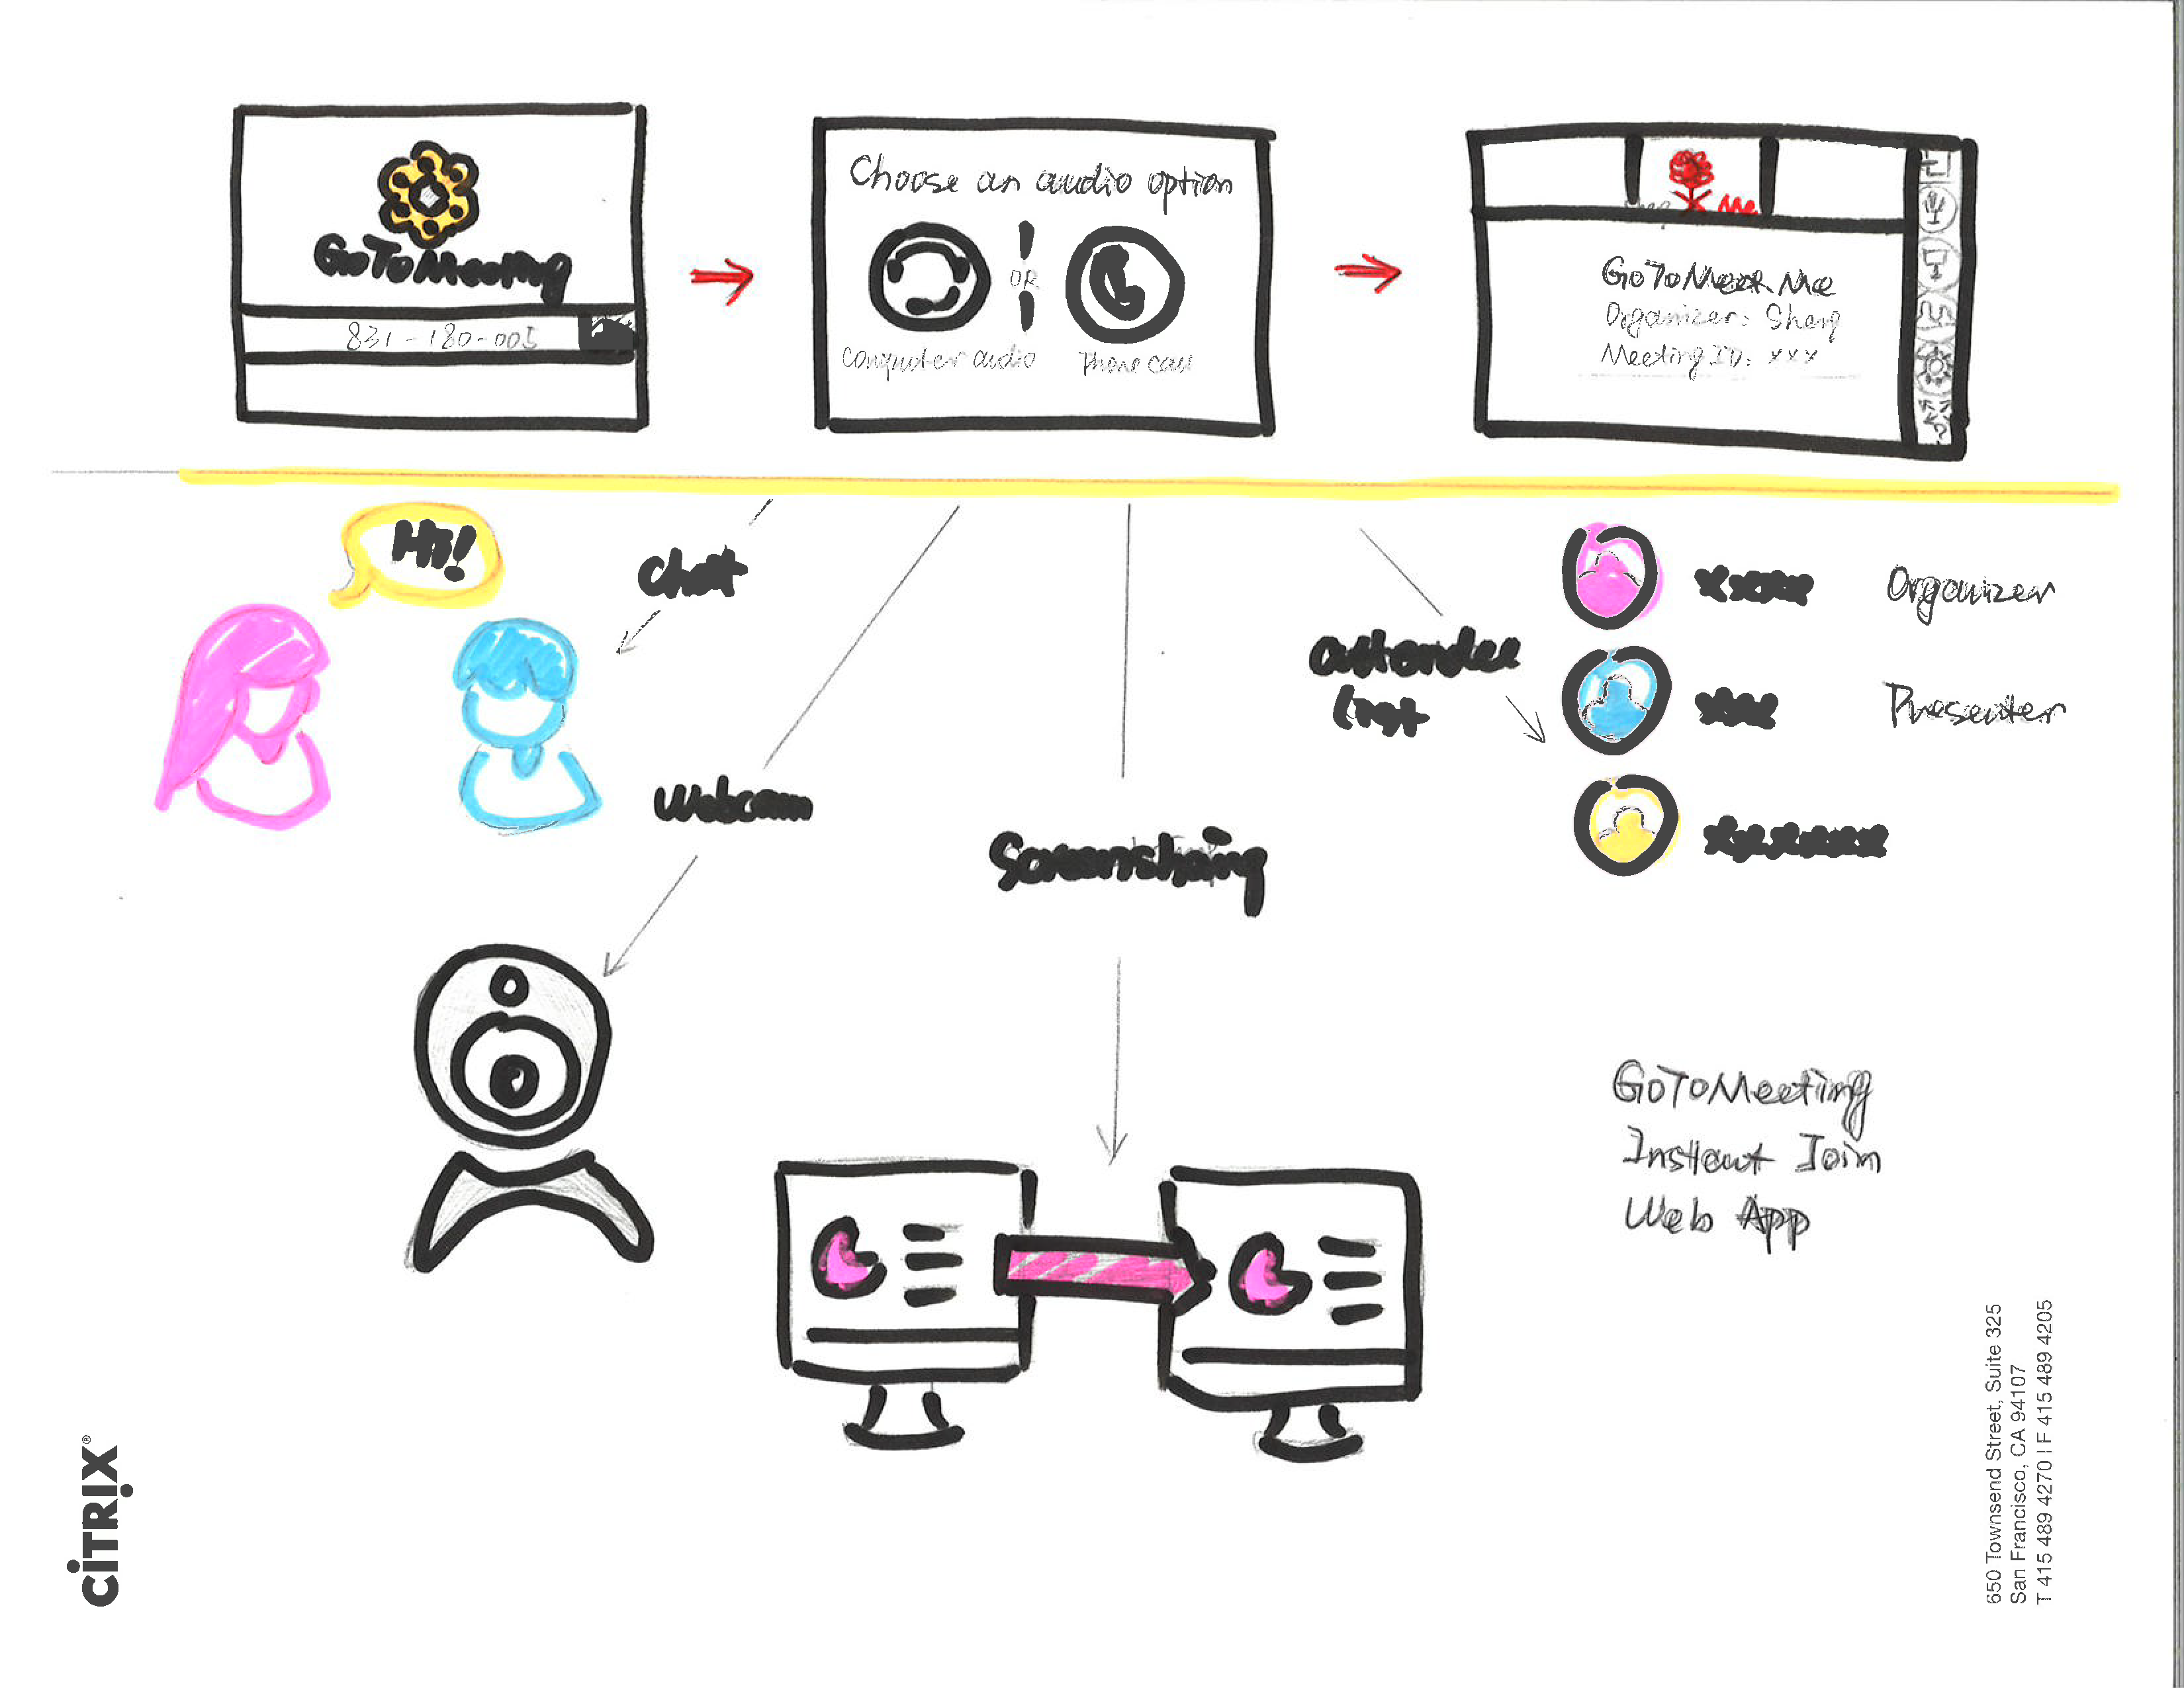 GoToMeeting
831-180-005
Choose an audio option
OR
Computer audio
Phone call
Me
GoToMeet Me
Organizer: Sheng
Meeting ID: xxx
Hi!
Chat
Webcam
Screensharing
attendee
list
xxxxx Organizer
xxx Presenter
xxxxxxx
GoToMeeting
Instant Join
Web App
CiTRIX®
650 Townsend Street, Suite 325
San Francisco, CA 94107
T 415 489 4270 | F 415 489 4205